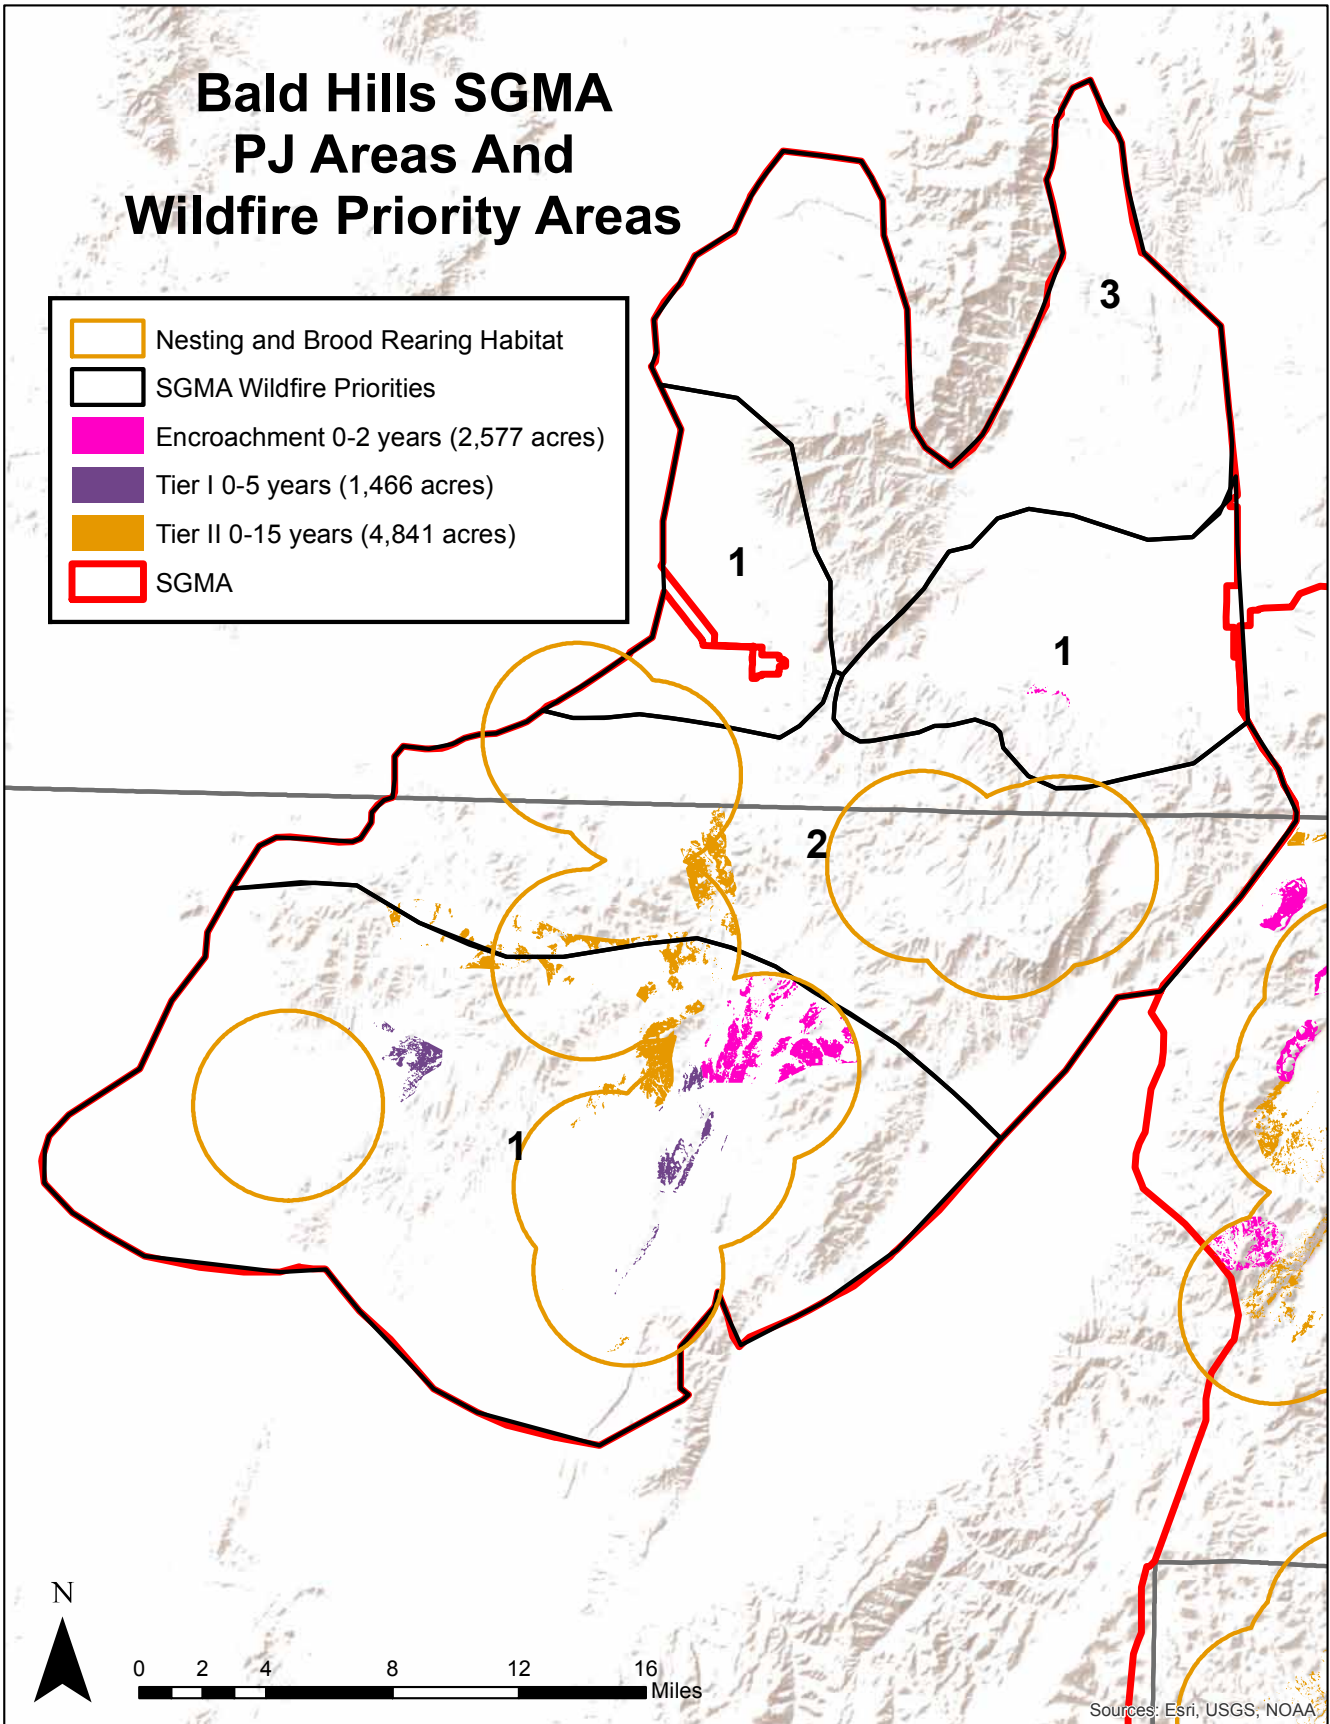 Bald Hills SGMA
PJ Areas And
Wildfire Priority Areas
Nesting and Brood Rearing Habitat
SGMA Wildfire Priorities
Encroachment 0-2 years (2,577 acres)
Tier I 0-5 years (1,466 acres)
Tier II 0-15 years (4,841 acres)
SGMA
3
1
1
2
1
N
0 2 4 8 12 16
Miles
Sources: Esri, USGS, NOAA